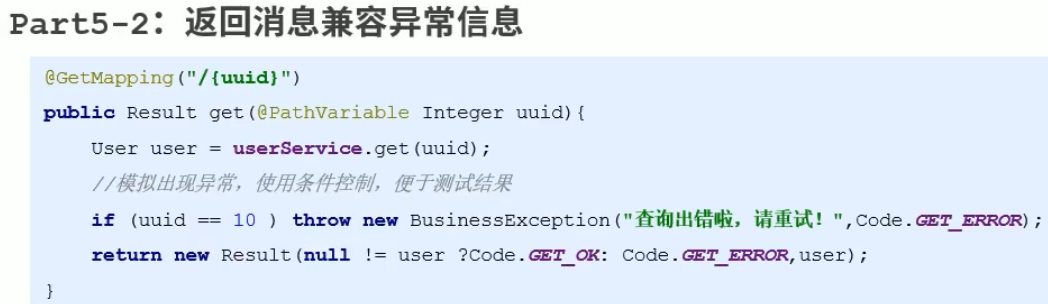 Part5-2：返回消息兼容异常信息
@GetMapping("/{uuid}")
public Result get(@PathVariable Integer uuid){
User user = userService.get(uuid);
//模拟出现异常，使用条件控制，便于测试结果
if (uuid == 10 ) throw new BusinessException("查询出错啦，请重试！",Code.GET_ERROR);
return new Result(null != user ?Code.GET_OK: Code.GET_ERROR,user);
}